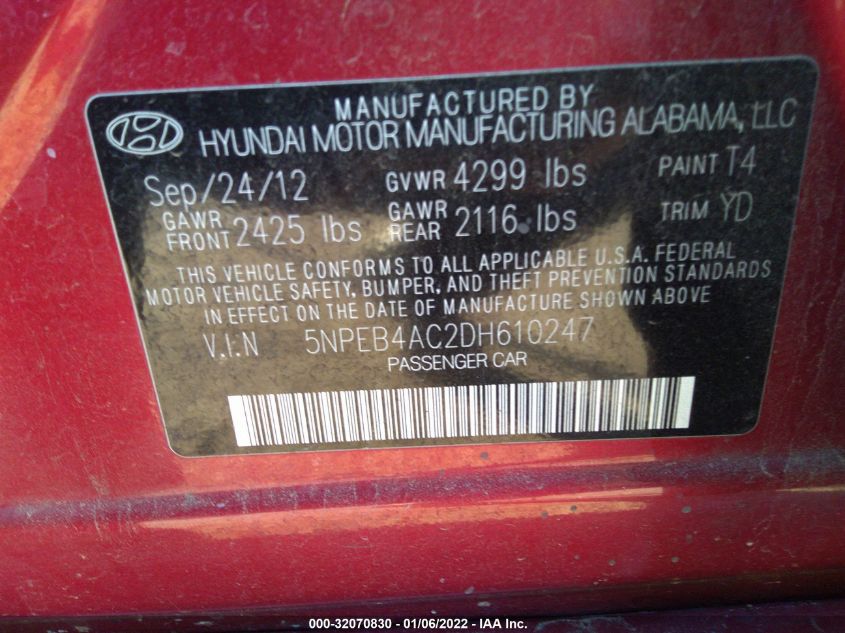 MANUFACTURED BY
HYUNDAI MOTOR MANUFACTURING ALABAMA, LLC
Sep/24/12 GVWR 4299 lbs PAINT T4
GAWR FRONT 2425 lbs GAWR REAR 2116 lbs TRIM YD
THIS VEHICLE CONFORMS TO ALL APPLICABLE U.S.A. FEDERAL
MOTOR VEHICLE SAFETY, BUMPER, AND THEFT PREVENTION STANDARDS
IN EFFECT ON THE DATE OF MANUFACTURE SHOWN ABOVE
V.I.N 5NPEB4AC2DH610247
PASSENGER CAR
000-32070830 - 01/06/2022 - IAA Inc.